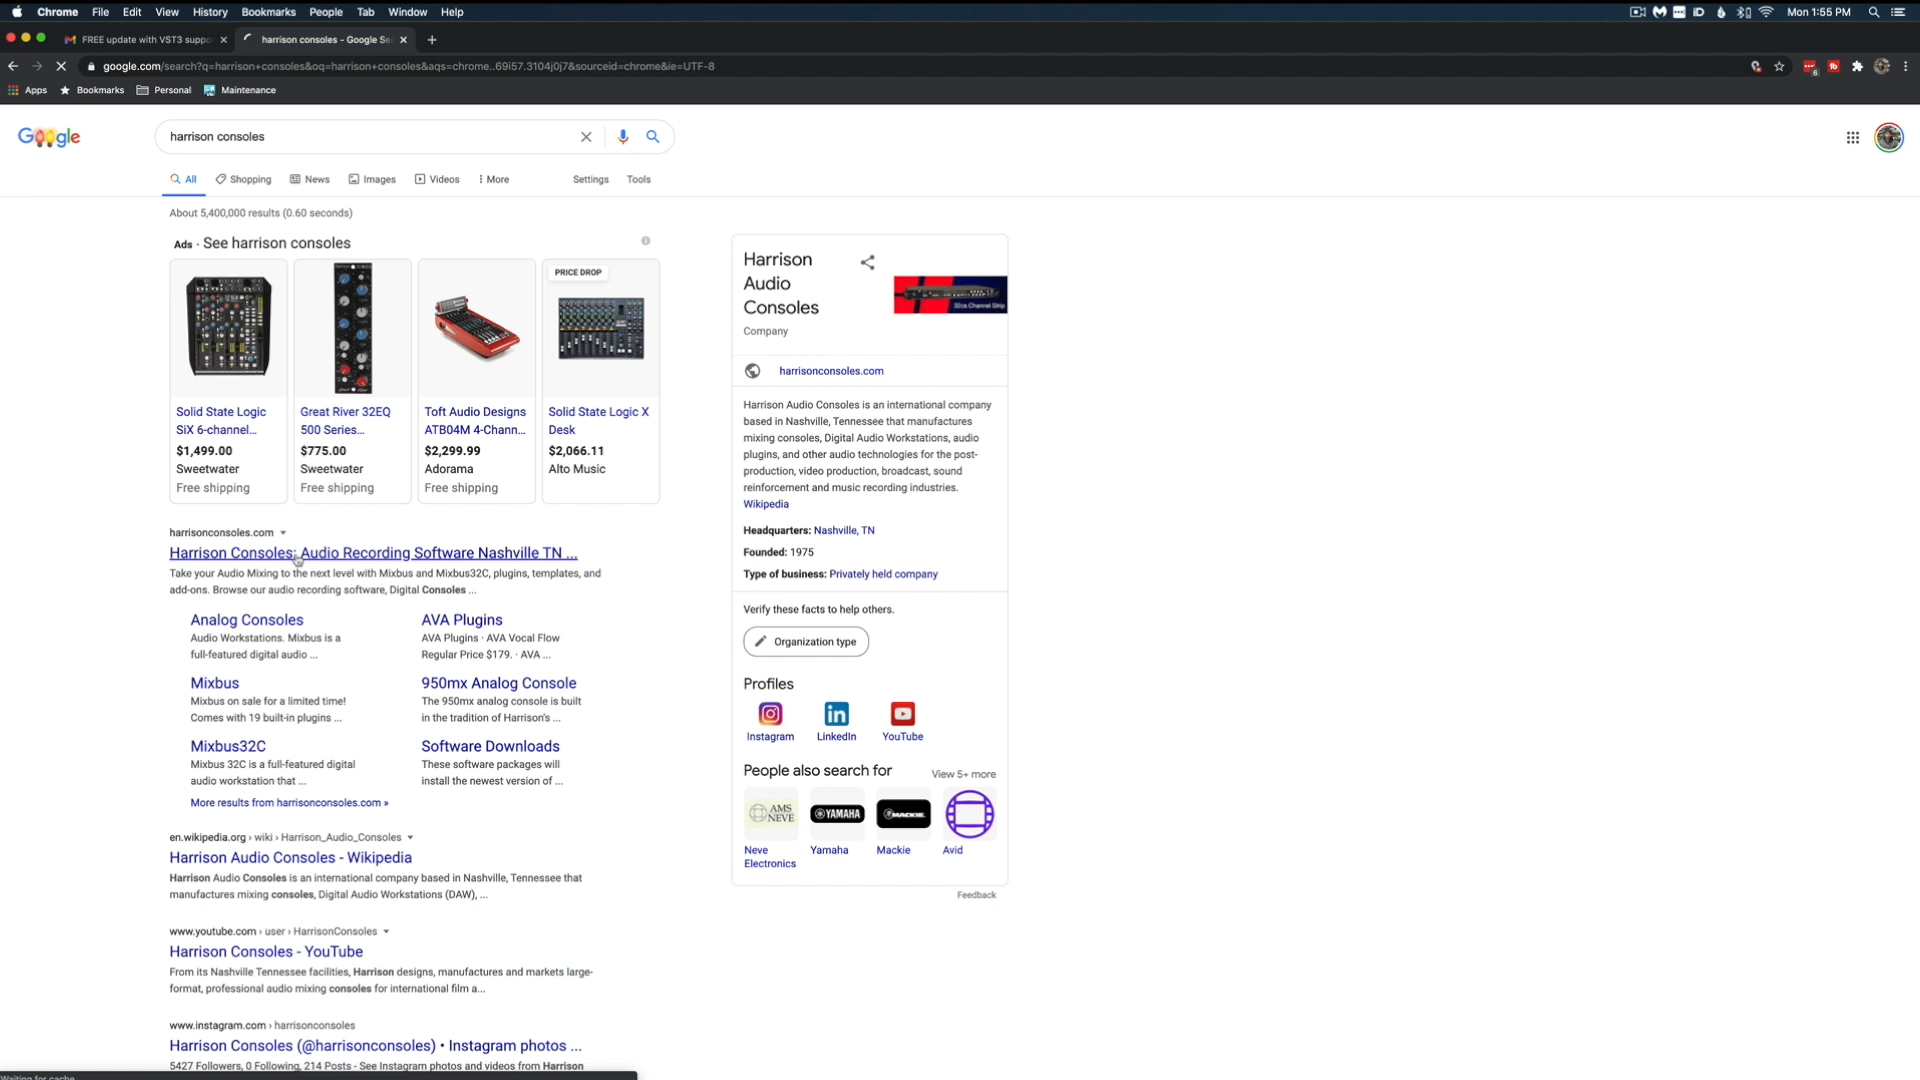 Chrome File Edit View History Bookmarks People Tab Window Help
iD Mon 1:55 PM
FREE update with VST3 suppo
harrison consoles - Google Se
google.com/search?q=harrison+consoles&oq=harrison+consoles&aqs=chrome..69i57.3104j0j7&sourceid=chrome&ie=UTF-8
6
Apps Bookmarks Personal Maintenance
Google
harrison consoles
All Shopping News Images Videos More Settings Tools
About 5,400,000 results (0.60 seconds)
Ads · See harrison consoles
PRICE DROP
Solid State Logic
SiX 6-channel...
$1,499.00
Sweetwater
Free shipping
Great River 32EQ
500 Series...
$775.00
Sweetwater
Free shipping
Toft Audio Designs
ATB04M 4-Chann...
$2,299.99
Adorama
Free shipping
Solid State Logic X
Desk
$2,066.11
Alto Music
harrisonconsoles.com
Harrison Consoles: Audio Recording Software Nashville TN ...
Take your Audio Mixing to the next level with Mixbus and Mixbus32C, plugins, templates, and
add-ons. Browse our audio recording software, Digital Consoles ...
Analog Consoles
Audio Workstations. Mixbus is a
full-featured digital audio ...
AVA Plugins
AVA Plugins · AVA Vocal Flow
Regular Price $179. · AVA ...
Mixbus
Mixbus on sale for a limited time!
Comes with 19 built-in plugins ...
950mx Analog Console
The 950mx analog console is built
in the tradition of Harrison's ...
Mixbus32C
Mixbus 32C is a full-featured digital
audio workstation that ...
Software Downloads
These software packages will
install the newest version of ...
More results from harrisonconsoles.com »
en.wikipedia.org › wiki › Harrison_Audio_Consoles
Harrison Audio Consoles - Wikipedia
Harrison Audio Consoles is an international company based in Nashville, Tennessee that
manufactures mixing consoles, Digital Audio Workstations (DAW), ...
www.youtube.com › user › HarrisonConsoles
Harrison Consoles - YouTube
From its Nashville Tennessee facilities, Harrison designs, manufactures and markets large-
format, professional audio mixing consoles for international film a...
www.instagram.com › harrisonconsoles
Harrison Consoles (@harrisonconsoles) • Instagram photos ...
5427 Followers, 0 Following, 214 Posts - See Instagram photos and videos from Harrison
Waiting for cache...
Harrison
Audio
Consoles
Company
32cs Channel Strip
harrisonconsoles.com
Harrison Audio Consoles is an international company
based in Nashville, Tennessee that manufactures
mixing consoles, Digital Audio Workstations, audio
plugins, and other audio technologies for the post-
production, video production, broadcast, sound
reinforcement and music recording industries.
Wikipedia
Headquarters: Nashville, TN
Founded: 1975
Type of business: Privately held company
Verify these facts to help others.
Organization type
Profiles
Instagram LinkedIn YouTube
People also search for View 5+ more
AMS
NEVE
YAMAHA
MACKIE
Neve
Electronics
Yamaha
Mackie
Avid
Feedback